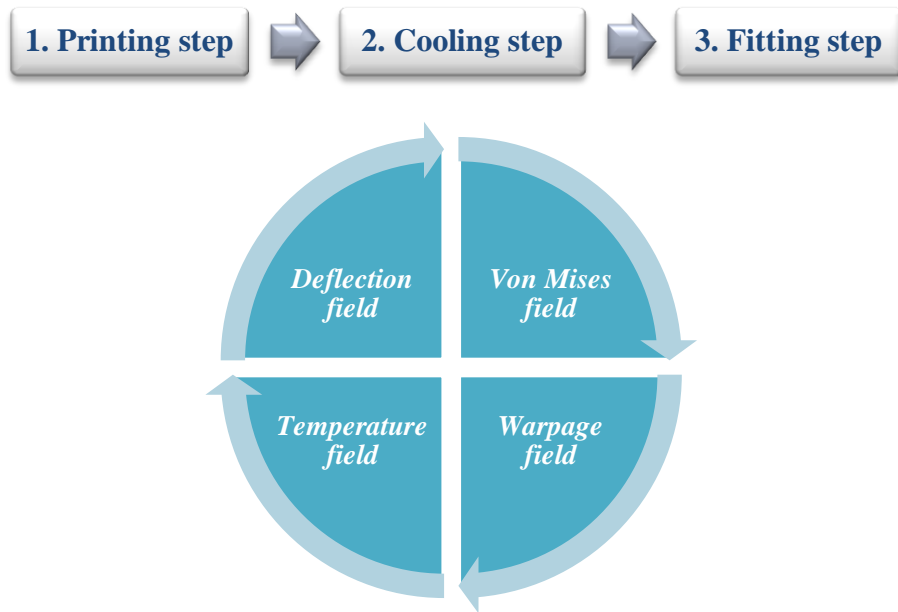 1. Printing step
2. Cooling step
3. Fitting step
Deflection
field
Von Mises
field
Temperature
field
Warpage
field